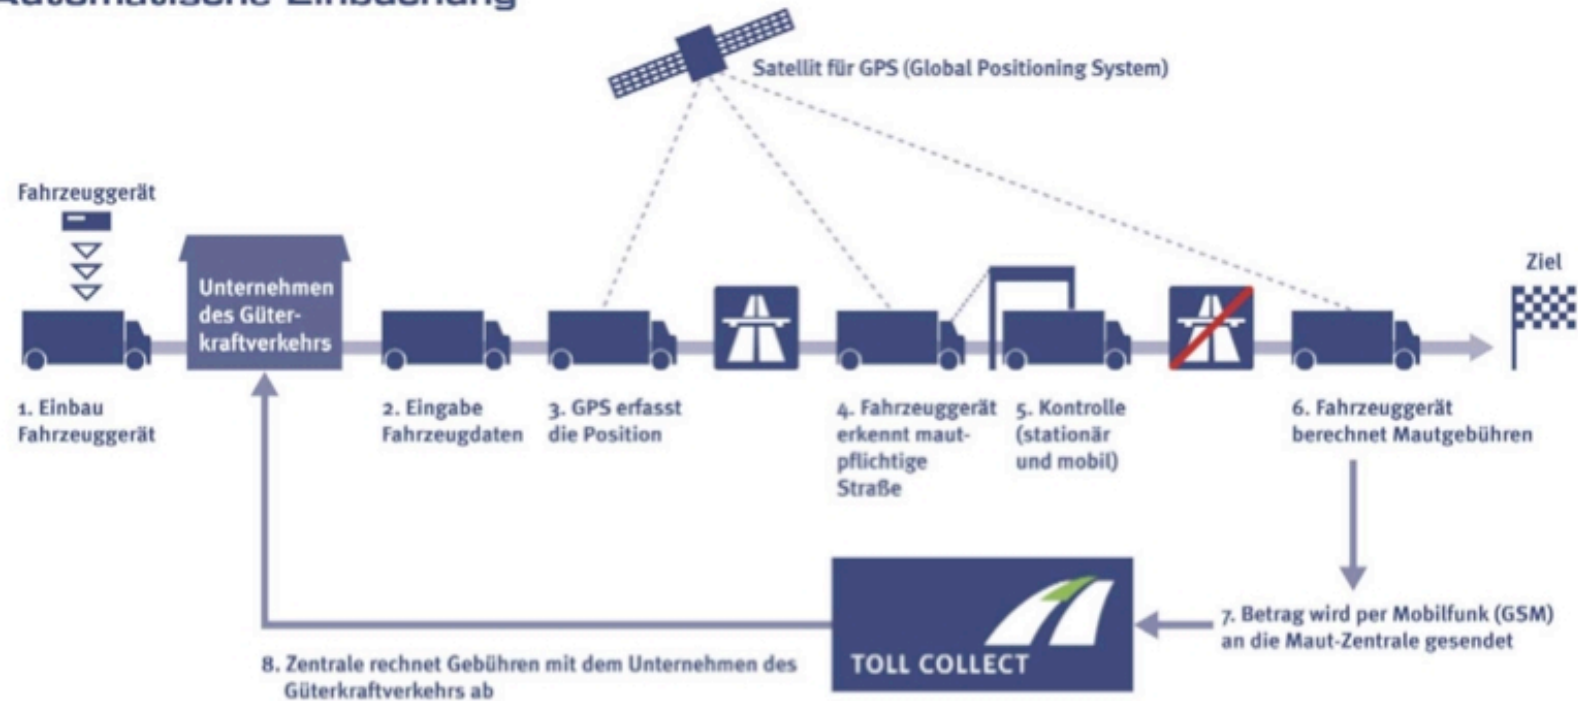 Automatische Einbuchung
Satellit für GPS (Global Positioning System)
Fahrzeuggerät
Unternehmen
des Güter-
kraftverkehrs
Ziel
1. Einbau
Fahrzeuggerät
2. Eingabe
Fahrzeugdaten
3. GPS erfasst
die Position
4. Fahrzeuggerät
erkennt maut-
pflichtige
Straße
5. Kontrolle
(stationär
und mobil)
6. Fahrzeuggerät
berechnet Mautgebühren
7. Betrag wird per Mobilfunk (GSM)
an die Maut-Zentrale gesendet
TOLL COLLECT
8. Zentrale rechnet Gebühren mit dem Unternehmen des
Güterkraftverkehrs ab